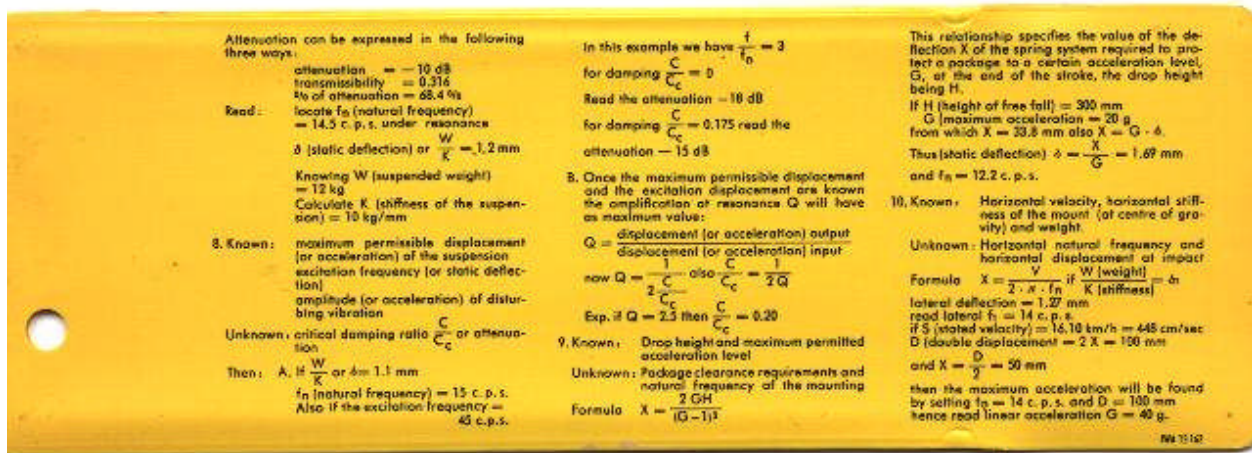 Attenuation can be expressed in the following
three ways:
attenuation = − 10 dB
transmissibility = 0.316
% of attenuation = 68.4 %
Read: locate fn (natural frequency)
= 14.5 c. p. s. under resonance
δ (static deflection) or W/K = 1,2 mm
Knowing W (suspended weight)
= 12 kg
Calculate K (stiffness of the suspen-
sion) = 10 kg/mm
8. Known: maximum permissible displacement
(or acceleration) of the suspension
excitation frequency (or static deflec-
tion)
amplitude (or acceleration) of distur-
bing vibration
Unknown: critical damping ratio C/Cc or attenua-
tion
Then: A. If W/K or δ= 1.1 mm
fn (natural frequency) = 15 c. p. s.
Also if the excitation frequency =
45 c.p.s.
In this example we have f/fn = 3
for damping C/Cc = 0
Read the attenuation −18 dB
for damping C/Cc = 0.175 read the
attenuation − 15 dB
B. Once the maximum permissible displacement
and the excitation displacement are known
the amplification at resonance Q will have
as maximum value:
Q = displacement (or acceleration) output / displacement (or acceleration) input
now Q = 1 / 2 C/Cc also C/Cc = 1 / 2 Q
Exp. if Q = 2.5 then C/Cc = 0.20
9. Known: Drop height and maximum permitted
acceleration level
Unknown: Package clearance requirements and
natural frequency of the mounting
Formula X = 2 GH / (G−1)²
This relationship specifies the value of the de-
flection X of the spring system required to pro-
tect a package to a certain acceleration level,
G, at the end of the stroke, the drop height
being H.
If H (height of free fall) = 300 mm
G (maximum acceleration = 20 g
from which X = 33.8 mm also X = G · δ.
Thus (static deflection) δ = X/G = 1.69 mm
and fn = 12.2 c. p. s.
10. Known: Horizontal velocity, horizontal stiff-
ness of the mount (at centre of gra-
vity) and weight.
Unknown: Horizontal natural frequency and
horizontal displacement at impact
Formula X = V / 2 · π · fn if W (weight) / K (stiffness) = δn
lateral deflection = 1.27 mm
read lateral fn = 14 c. p. s.
if S (stated velocity) = 16.10 km/h = 448 cm/sec
D (double displacement = 2 X = 100 mm
and X = D/2 = 50 mm
then the maximum acceleration will be found
by setting fn = 14 c. p. s. and D = 100 mm
hence read linear acceleration G = 40 g.